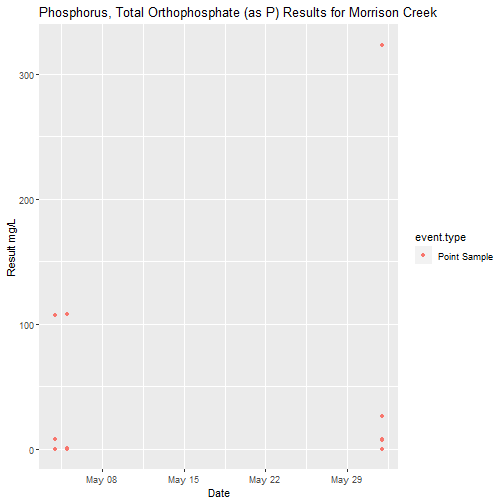 Phosphorus, Total Orthophosphate (as P) Results for Morrison Creek
300
200
100
0
Result mg/L
May 08
May 15
May 22
May 29
Date
event.type
Point Sample